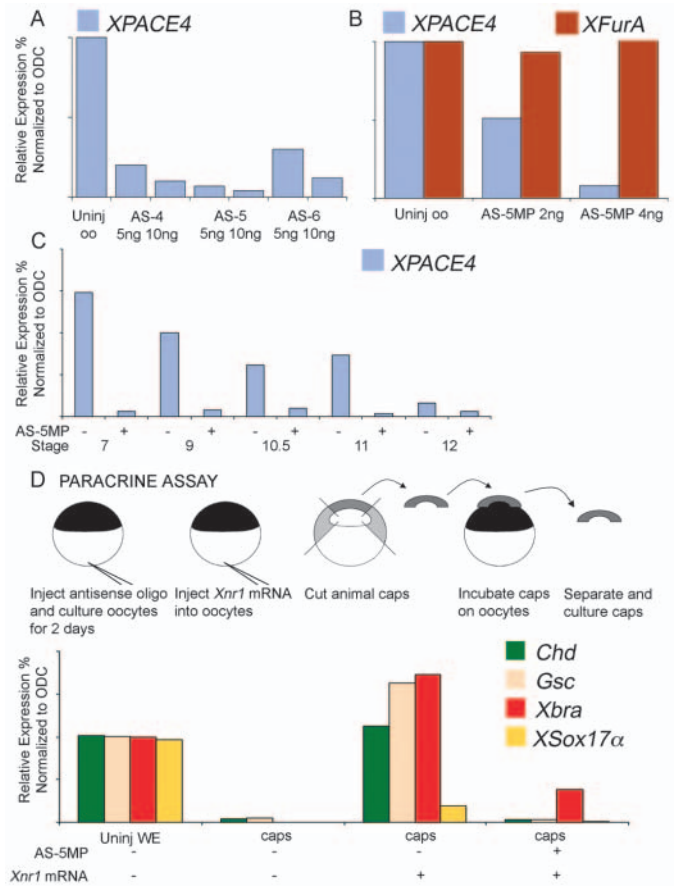 A
XPACE4
Relative Expression %
Normalized to ODC
Uninj
oo
AS-4
5ng 10ng
AS-5
5ng 10ng
AS-6
5ng 10ng
B
XPACE4
XFurA
Relative Expression %
Normalized to ODC
Uninj oo
AS-5MP 2ng
AS-5MP 4ng
C
XPACE4
Relative Expression %
Normalized to ODC
AS-5MP - + - + - + - + - +
Stage 7 9 10.5 11 12
D PARACRINE ASSAY
Inject antisense oligo
and culture oocytes
for 2 days
Inject Xnr1 mRNA
into oocytes
Cut animal caps
Incubate caps
on oocytes
Separate and
culture caps
Chd
Gsc
Xbra
XSox17α
Relative Expression %
Normalized to ODC
Uninj WE caps caps caps
AS-5MP - - - +
Xnr1 mRNA - - + +